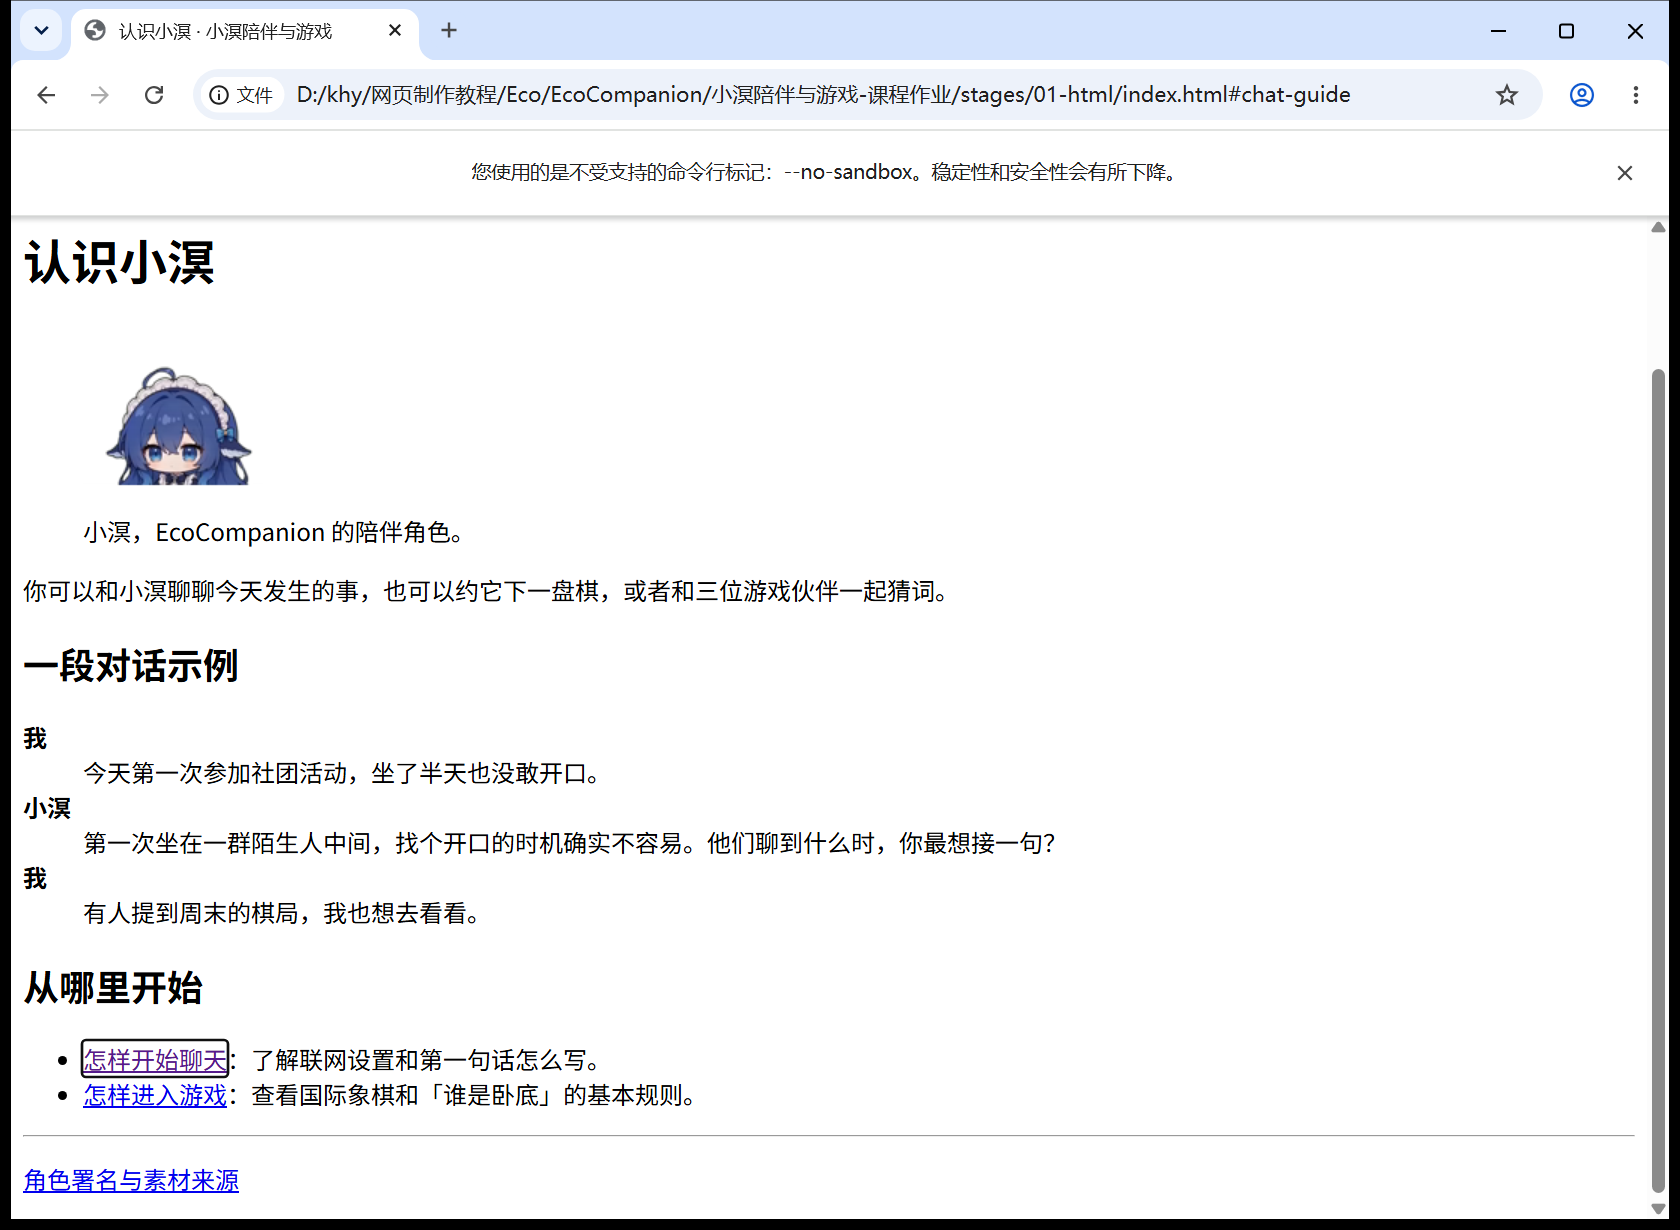 认识小溟 · 小溟陪伴与游戏
文件 D:/khy/网页制作教程/Eco/EcoCompanion/小溟陪伴与游戏-课程作业/stages/01-html/index.html#chat-guide
您使用的是不受支持的命令行标记：--no-sandbox。稳定性和安全性会有所下降。
认识小溟
小溟，EcoCompanion 的陪伴角色。
你可以和小溟聊聊今天发生的事，也可以约它下一盘棋，或者和三位游戏伙伴一起猜词。
一段对话示例
我
今天第一次参加社团活动，坐了半天也没敢开口。
小溟
第一次坐在一群陌生人中间，找个开口的时机确实不容易。他们聊到什么时，你最想接一句？
我
有人提到周末的棋局，我也想去看看。
从哪里开始
怎样开始聊天：了解联网设置和第一句话怎么写。
怎样进入游戏：查看国际象棋和「谁是卧底」的基本规则。
角色署名与素材来源